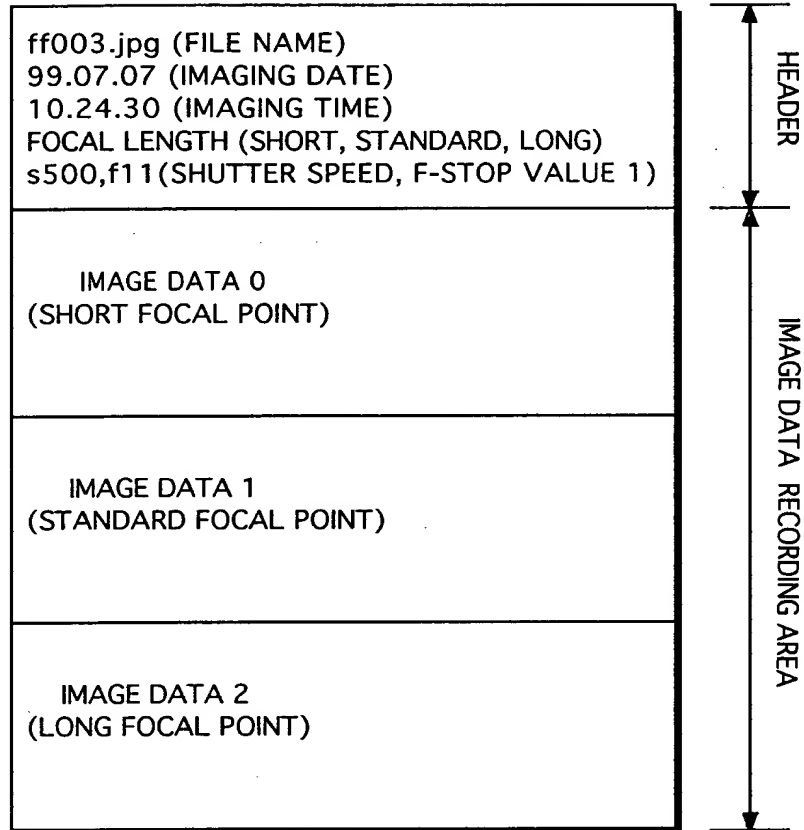 ff003.jpg (FILE NAME)
99.07.07 (IMAGING DATE)
10.24.30 (IMAGING TIME)
FOCAL LENGTH (SHORT, STANDARD, LONG)
s500,f11(SHUTTER SPEED, F-STOP VALUE 1)
HEADER
IMAGE DATA 0
(SHORT FOCAL POINT)
IMAGE DATA 1
(STANDARD FOCAL POINT)
IMAGE DATA 2
(LONG FOCAL POINT)
IMAGE DATA RECORDING AREA